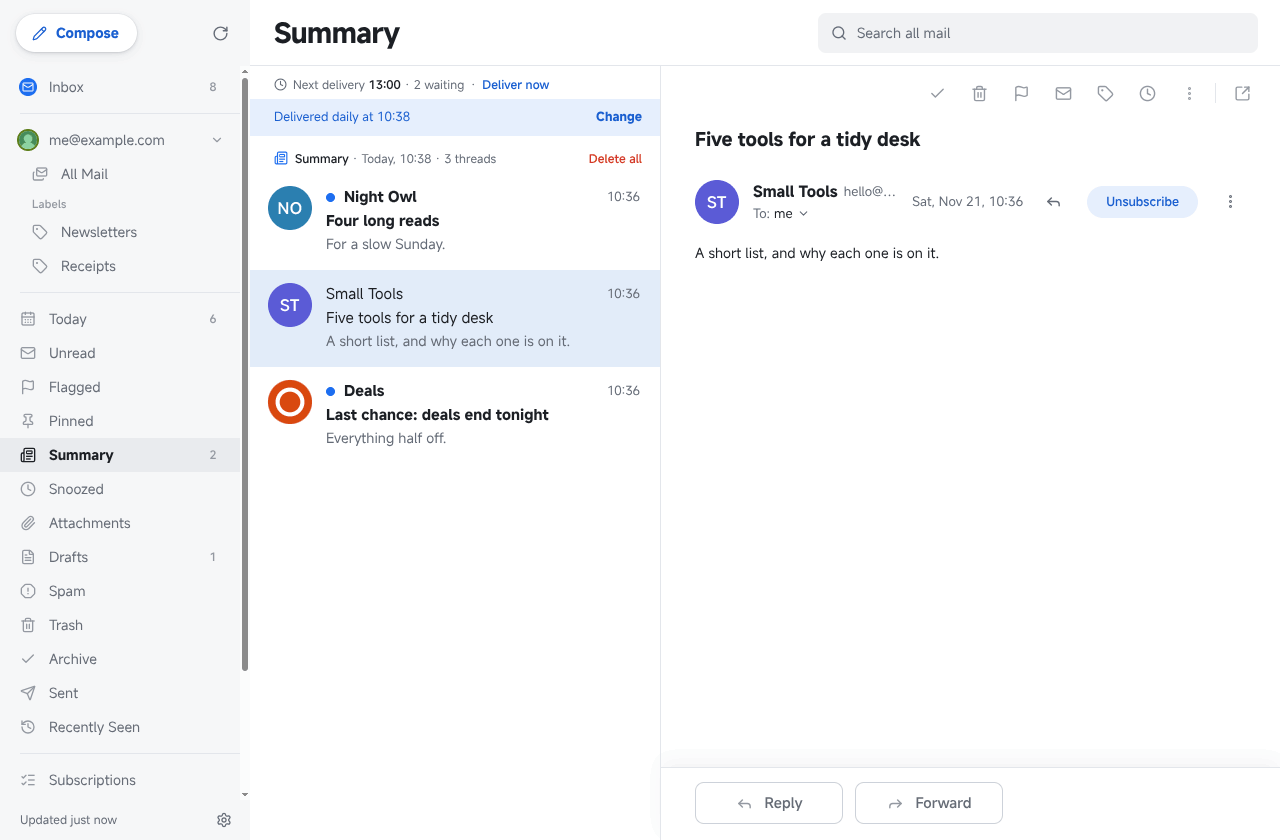 Compose
Inbox 8
me@example.com
All Mail
Labels
Newsletters
Receipts
Today 6
Unread
Flagged
Pinned
Summary 2
Snoozed
Attachments
Drafts 1
Spam
Trash
Archive
Sent
Recently Seen
Subscriptions
Updated just now
Summary
Search all mail
Next delivery 13:00 · 2 waiting · Deliver now
Delivered daily at 10:38 Change
Summary · Today, 10:38 · 3 threads Delete all
NO
Night Owl 10:36
Four long reads
For a slow Sunday.
ST
Small Tools 10:36
Five tools for a tidy desk
A short list, and why each one is on it.
Deals 10:36
Last chance: deals end tonight
Everything half off.
Five tools for a tidy desk
ST
Small Tools hello@... Sat, Nov 21, 10:36 Unsubscribe
To: me
A short list, and why each one is on it.
Reply Forward